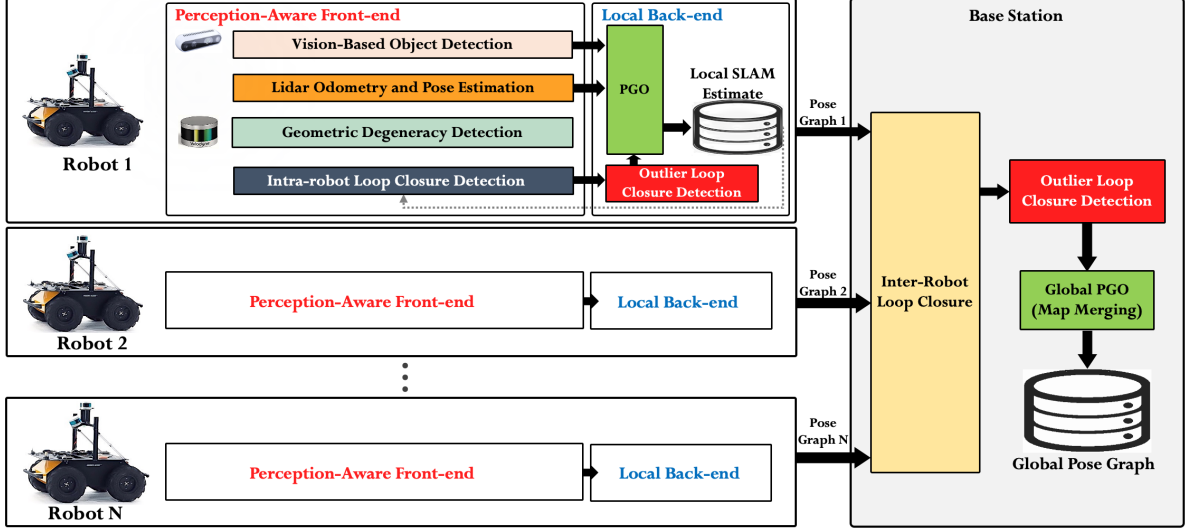 Perception-Aware Front-end
Local Back-end
Base Station
Vision-Based Object Detection
Lidar Odometry and Pose Estimation
Geometric Degeneracy Detection
Intra-robot Loop Closure Detection
PGO
Local SLAM
Estimate
Outlier Loop
Closure Detection
Velodyne
Robot 1
Pose
Graph 1
Perception-Aware Front-end
Local Back-end
Robot 2
Pose
Graph 2
Perception-Aware Front-end
Local Back-end
Robot N
Pose
Graph N
Inter-Robot
Loop Closure
Outlier Loop
Closure Detection
Global PGO
(Map Merging)
Global Pose Graph